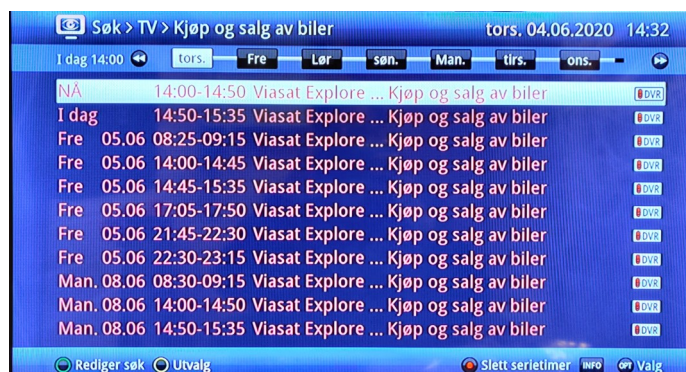 Søk > TV > Kjøp og salg av biler tors. 04.06.2020 14:32
I dag 14:00 tors. Fre Lør søn. Man. tirs. ons.
NÅ 14:00-14:50 Viasat Explore ... Kjøp og salg av biler DVR
I dag 14:50-15:35 Viasat Explore ... Kjøp og salg av biler DVR
Fre 05.06 08:25-09:15 Viasat Explore ... Kjøp og salg av biler DVR
Fre 05.06 14:00-14:45 Viasat Explore ... Kjøp og salg av biler DVR
Fre 05.06 14:45-15:35 Viasat Explore ... Kjøp og salg av biler DVR
Fre 05.06 17:05-17:50 Viasat Explore ... Kjøp og salg av biler DVR
Fre 05.06 21:45-22:30 Viasat Explore ... Kjøp og salg av biler DVR
Fre 05.06 22:30-23:15 Viasat Explore ... Kjøp og salg av biler DVR
Man. 08.06 08:30-09:15 Viasat Explore ... Kjøp og salg av biler DVR
Man. 08.06 14:00-14:50 Viasat Explore ... Kjøp og salg av biler DVR
Man. 08.06 14:50-15:35 Viasat Explore ... Kjøp og salg av biler DVR
Rediger søk Utvalg Slett serietimer INFO OPT Valg